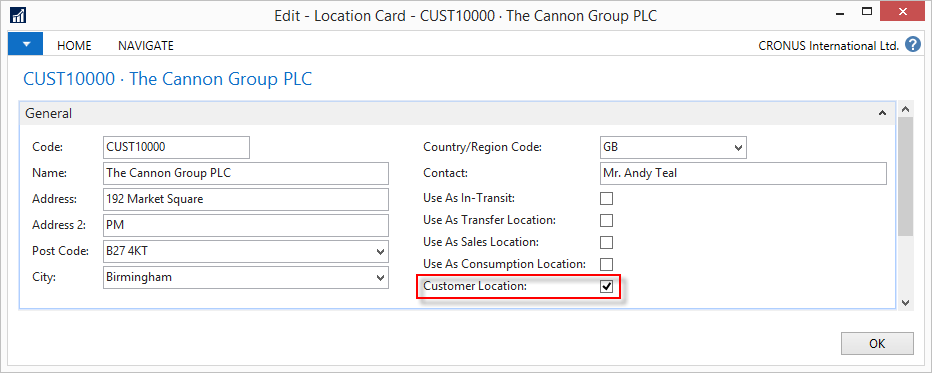 Edit - Location Card - CUST10000 · The Cannon Group PLC
HOME NAVIGATE CRONUS International Ltd. ?
CUST10000 · The Cannon Group PLC
General
Code: CUST10000 Country/Region Code: GB
Name: The Cannon Group PLC Contact: Mr. Andy Teal
Address: 192 Market Square Use As In-Transit:
Address 2: PM Use As Transfer Location:
Post Code: B27 4KT Use As Sales Location:
Use As Consumption Location:
City: Birmingham Customer Location:
OK